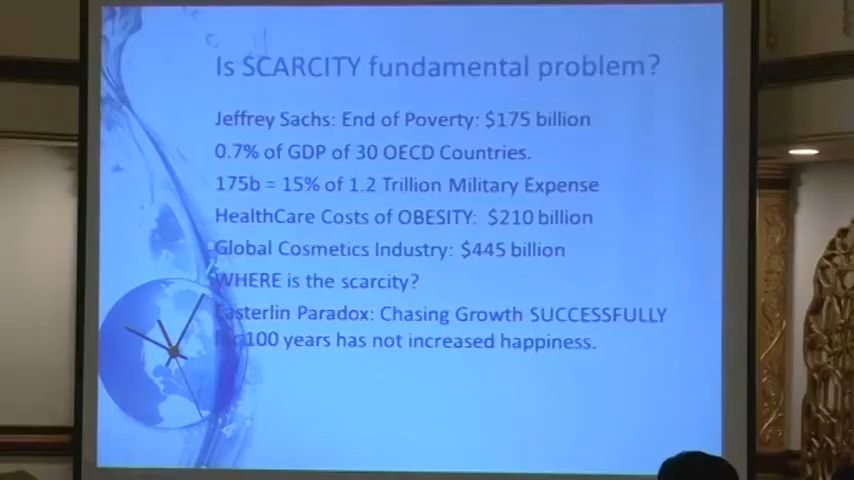 Is SCARCITY fundamental problem?
Jeffrey Sachs: End of Poverty: $175 billion
0.7% of GDP of 30 OECD Countries.
175b = 15% of 1.2 Trillion Military Expense
HealthCare Costs of OBESITY: $210 billion
Global Cosmetics Industry: $445 billion
WHERE is the scarcity?
Easterlin Paradox: Chasing Growth SUCCESSFULLY
for 100 years has not increased happiness.